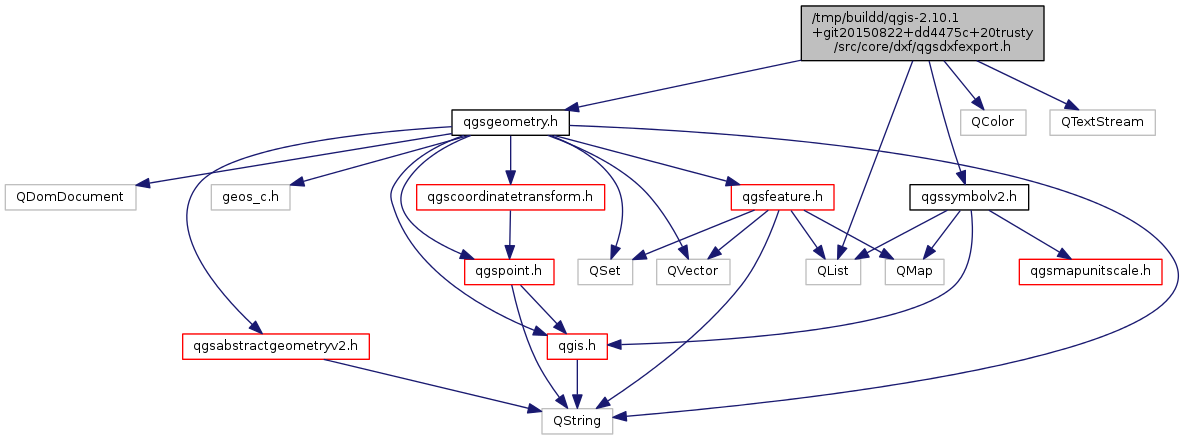 /tmp/buildd/qgis-2.10.1
+git20150822+dd4475c+20trusty
/src/core/dxf/qgsdxfexport.h
qgsgeometry.h
QColor
QTextStream
QDomDocument
geos_c.h
qgscoordinatetransform.h
qgsfeature.h
qgssymbolv2.h
qgspoint.h
QSet
QVector
QList
QMap
qgsmapunitscale.h
qgsabstractgeometryv2.h
qgis.h
QString